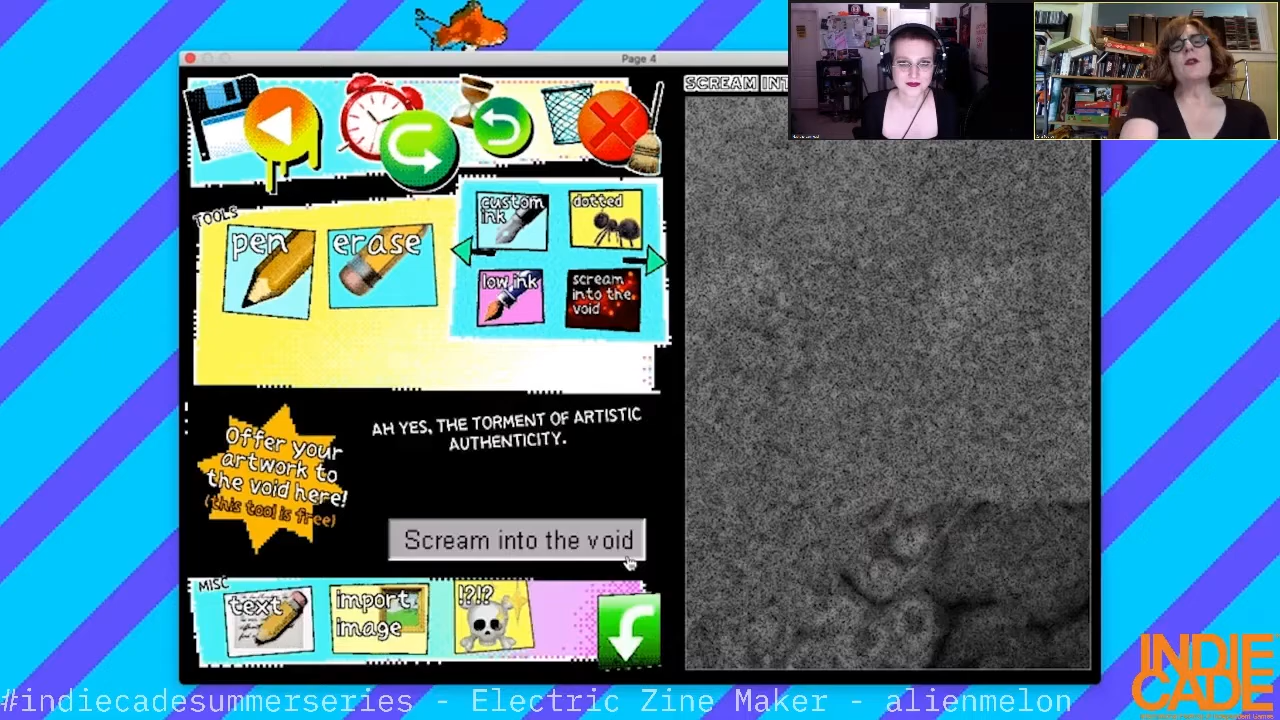 Page 4
SCREAM INT
TOOLS
pen
erase
custom
ink
dotted
low ink
scream
into the
void
Offer your
artwork to
the void here!
(this tool is free)
AH YES, THE TORMENT OF ARTISTIC
AUTHENTICITY.
Scream into the void
MISC
text
import
image
!?!?
INDIE
CADE
#indiecadesummerseries - Electric Zine Maker - alienmelon